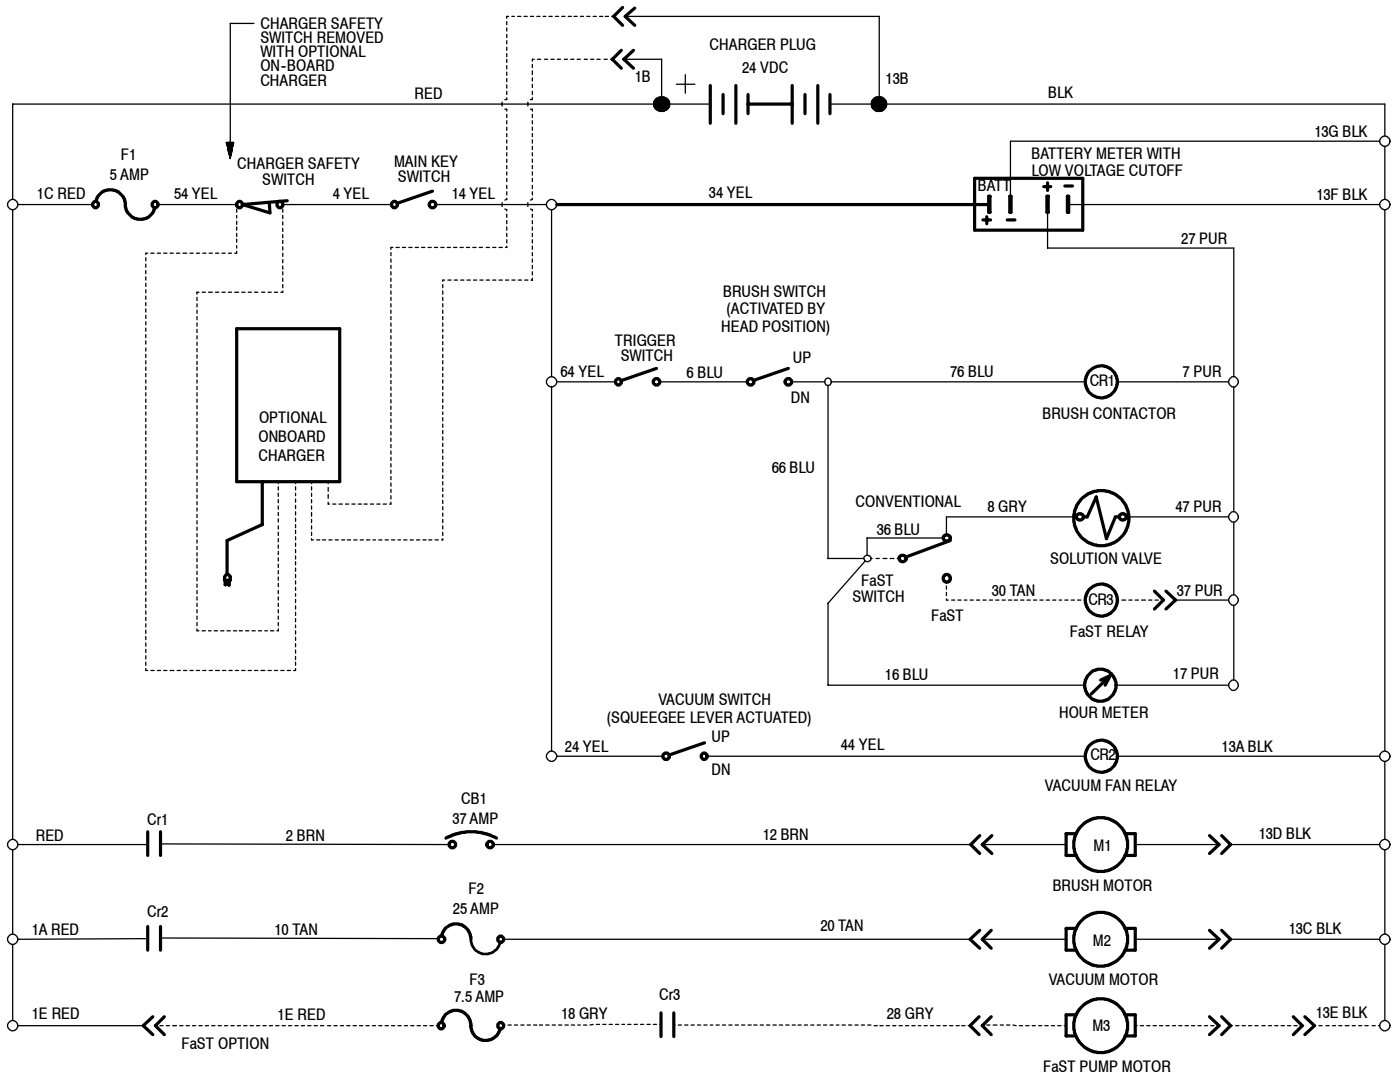 CHARGER SAFETY
SWITCH REMOVED
WITH OPTIONAL
ON-BOARD
CHARGER
CHARGER PLUG
24 VDC
1B
+
13B
RED
BLK
13G BLK
F1
5 AMP
CHARGER SAFETY
SWITCH
MAIN KEY
SWITCH
BATTERY METER WITH
LOW VOLTAGE CUTOFF
BATT
+ −
+ −
1C RED
54 YEL
4 YEL
14 YEL
34 YEL
13F BLK
27 PUR
BRUSH SWITCH
(ACTIVATED BY
HEAD POSITION)
TRIGGER
SWITCH
UP
DN
64 YEL
6 BLU
76 BLU
CR1
7 PUR
BRUSH CONTACTOR
OPTIONAL
ONBOARD
CHARGER
66 BLU
CONVENTIONAL
8 GRY
47 PUR
36 BLU
SOLUTION VALVE
FaST
SWITCH
FaST
30 TAN
CR3
37 PUR
FaST RELAY
16 BLU
17 PUR
HOUR METER
VACUUM SWITCH
(SQUEEGEE LEVER ACTUATED)
UP
DN
24 YEL
44 YEL
CR2
13A BLK
VACUUM FAN RELAY
RED
Cr1
2 BRN
CB1
37 AMP
12 BRN
M1
13D BLK
BRUSH MOTOR
1A RED
Cr2
10 TAN
F2
25 AMP
20 TAN
M2
13C BLK
VACUUM MOTOR
1E RED
FaST OPTION
1E RED
F3
7.5 AMP
18 GRY
Cr3
28 GRY
M3
13E BLK
FaST PUMP MOTOR